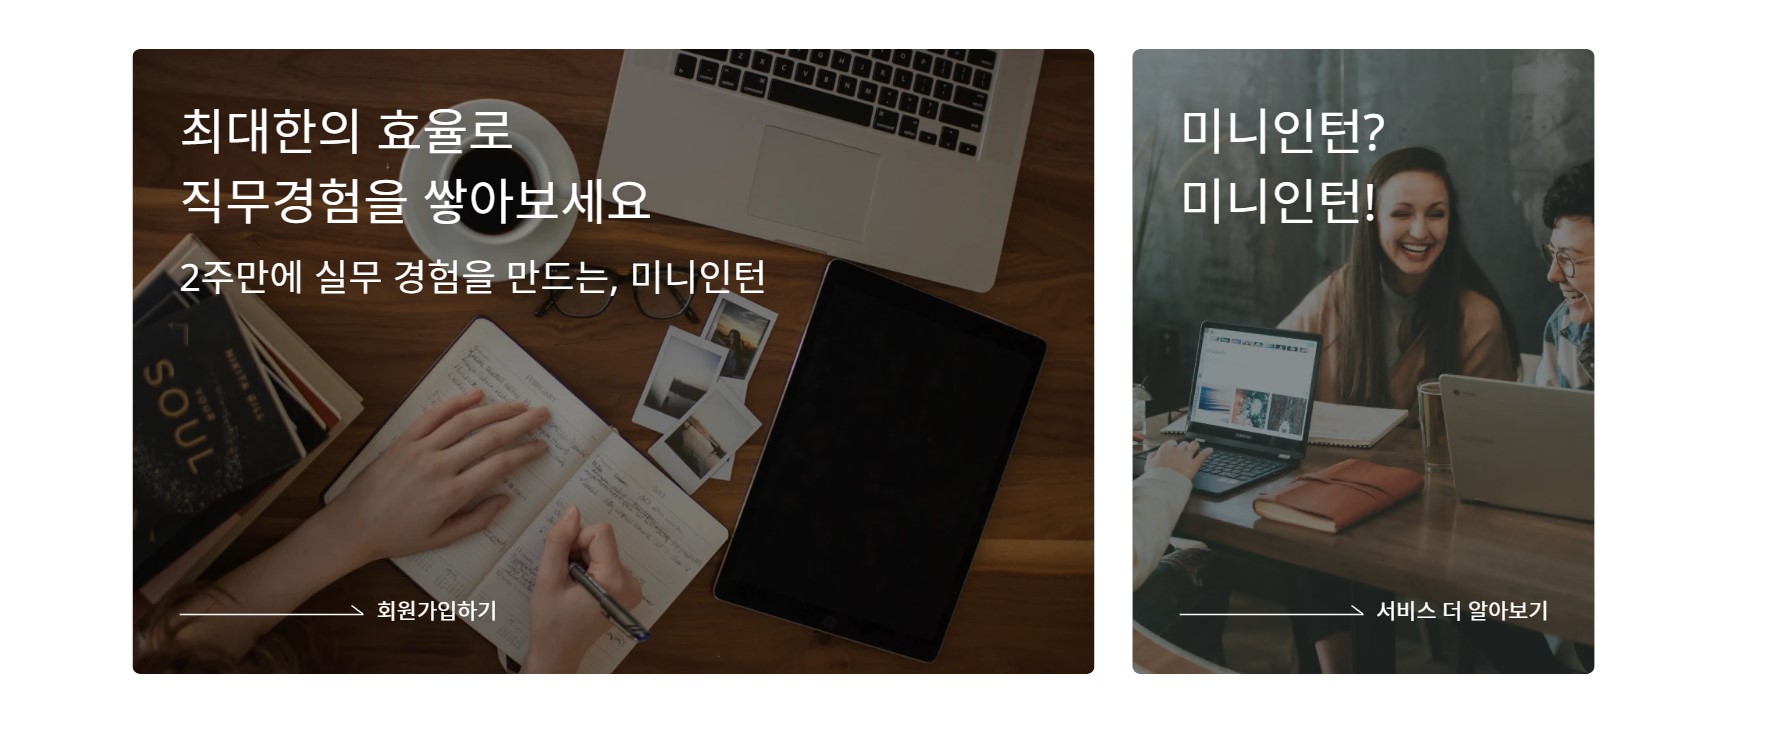 최대한의 효율로
직무경험을 쌓아보세요
2주만에 실무 경험을 만드는, 미니인턴
SOUL
회원가입하기
미니인턴?
미니인턴!
서비스 더 알아보기